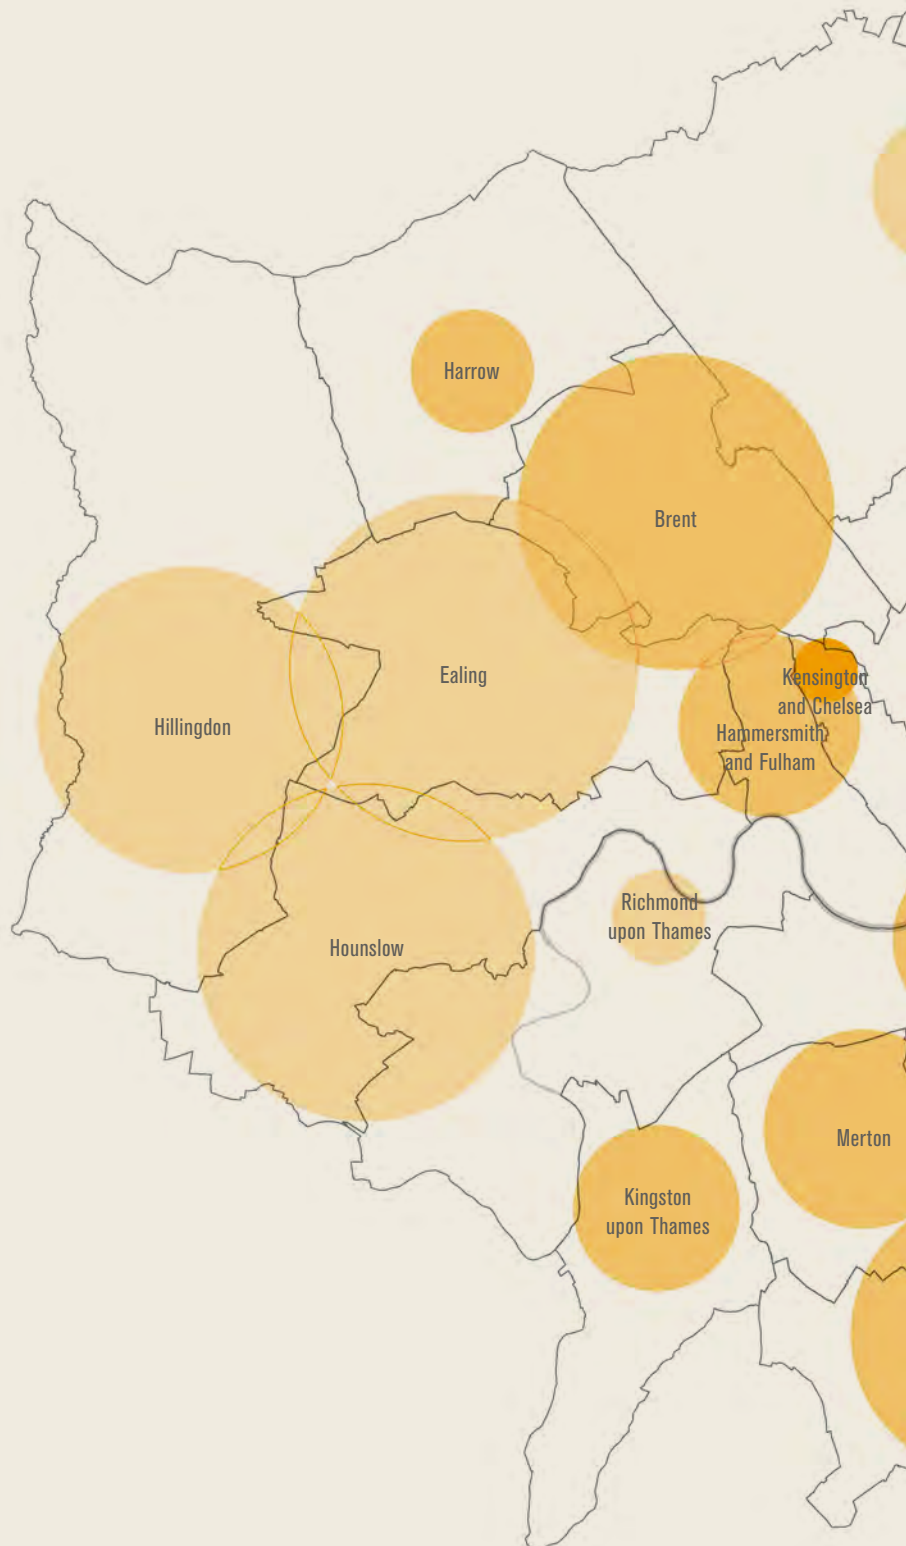 Harrow
Brent
Ealing
Kensington
and Chelsea
Hillingdon
Hammersmith
and Fulham
Richmond
upon Thames
Hounslow
Merton
Kingston
upon Thames